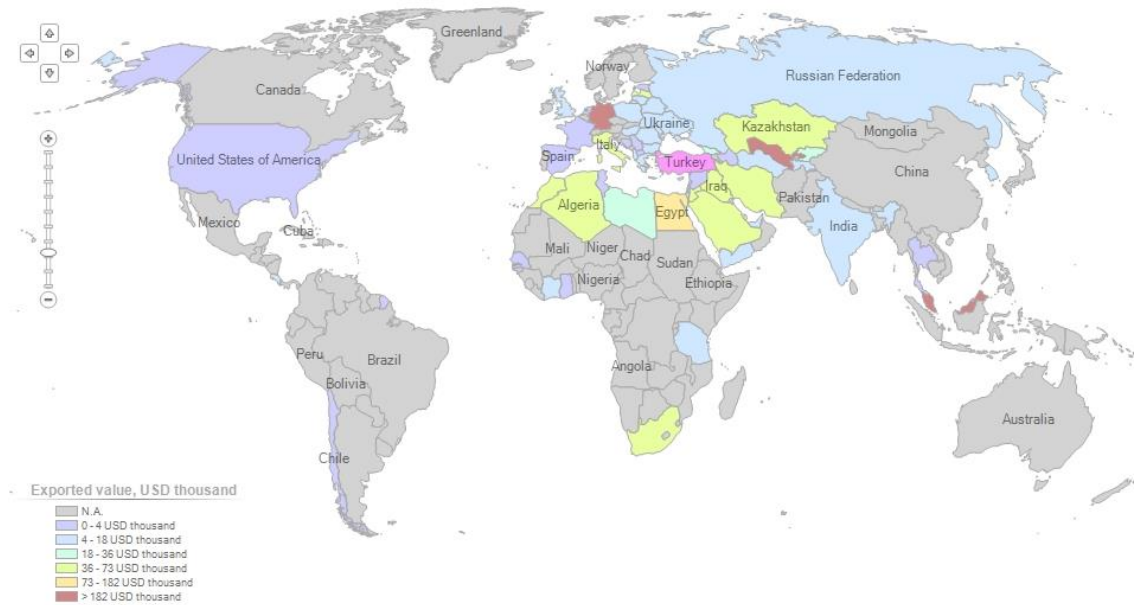 Greenland
Norway
Russian Federation
Canada
Ukraine
Kazakhstan
Mongolia
United States of America
Spain
Italy
Turkey
China
Mexico
Cuba
Algeria
Egypt
Iraq
Pakistan
India
Mali
Niger
Chad
Sudan
Nigeria
Ethiopia
Peru
Brazil
Bolivia
Angola
Chile
Australia
Exported value, USD thousand
N.A.
0 - 4 USD thousand
4 - 18 USD thousand
18 - 36 USD thousand
36 - 73 USD thousand
73 - 182 USD thousand
> 182 USD thousand